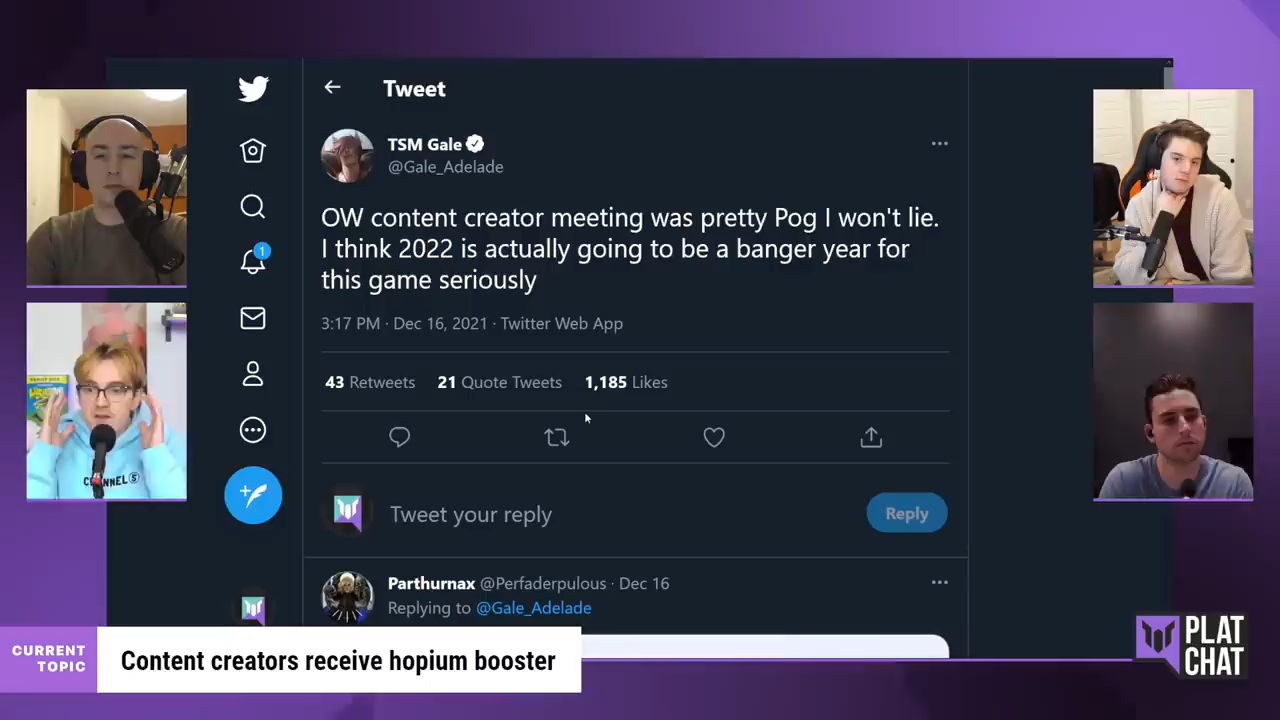 Tweet
TSM Gale
@Gale_Adelade
OW content creator meeting was pretty Pog I won't lie.
I think 2022 is actually going to be a banger year for
this game seriously
3:17 PM · Dec 16, 2021 · Twitter Web App
43 Retweets 21 Quote Tweets 1,185 Likes
1
Tweet your reply
Reply
Parthurnax @Perfaderpulous · Dec 16
Replying to @Gale_Adelade
CURRENT
TOPIC
Content creators receive hopium booster
PLAT
CHAT
CHANNEL 5